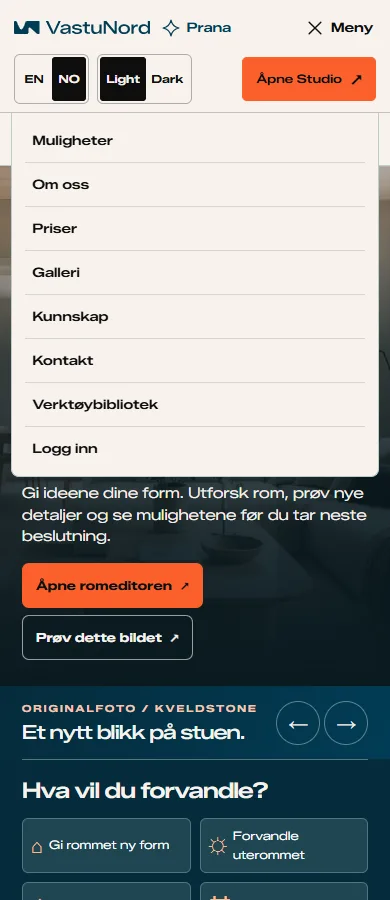 VastuNord Prana
Meny
EN NO Light Dark
Åpne Studio ↗
Muligheter
Om oss
Priser
Galleri
Kunnskap
Kontakt
Verktøybibliotek
Logg inn
Gi ideene dine form. Utforsk rom, prøv nye
detaljer og se mulighetene før du tar neste
beslutning.
Åpne romeditoren ↗
Prøv dette bildet ↗
ORIGINALFOTO / KVELDSTONE
Et nytt blikk på stuen.
← →
Hva vil du forvandle?
Gi rommet ny form
Forvandle
uterommet